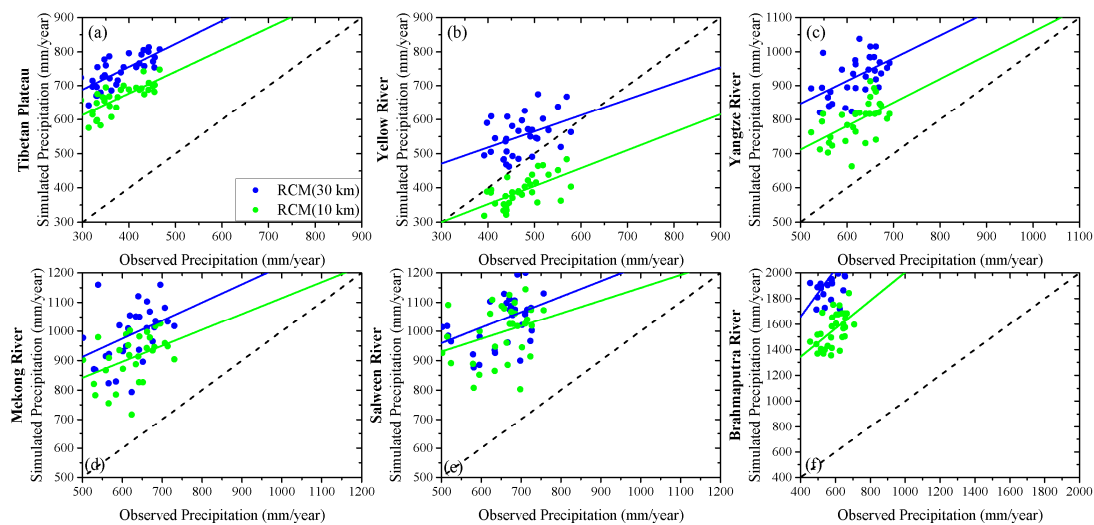 (a)
Tibetan Plateau
Simulated Precipitation (mm/year)
900
800
700
600
500
400
300
300 400 500 600 700 800 900
Observed Precipitation (mm/year)
RCM(30 km)
RCM(10 km)
(b)
Yellow River
Simulated Precipitation (mm/year)
900
800
700
600
500
400
300
300 400 500 600 700 800 900
Observed Precipitation (mm/year)
(c)
Yangtze River
Simulated Precipitation (mm/year)
1100
1000
900
800
700
600
500
500 600 700 800 900 1000 1100
Observed Precipitation (mm/year)
(d)
Mekong River
Simulated Precipitation (mm/year)
1200
1100
1000
900
800
700
600
500
500 600 700 800 900 1000 1100 1200
Observed Precipitation (mm/year)
(e)
Salween River
Simulated Precipitation (mm/year)
1200
1100
1000
900
800
700
600
500
500 600 700 800 900 1000 1100 1200
Observed Precipitation (mm/year)
(f)
Brahmaputra River
Simulated Precipitation (mm/year)
2000
1800
1600
1400
1200
1000
800
600
400
400 600 800 1000 1200 1400 1600 1800 2000
Observed Precipitation (mm/year)